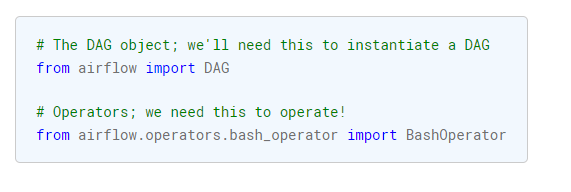 # The DAG object; we'll need this to instantiate a DAG
from airflow import DAG
# Operators; we need this to operate!
from airflow.operators.bash_operator import BashOperator